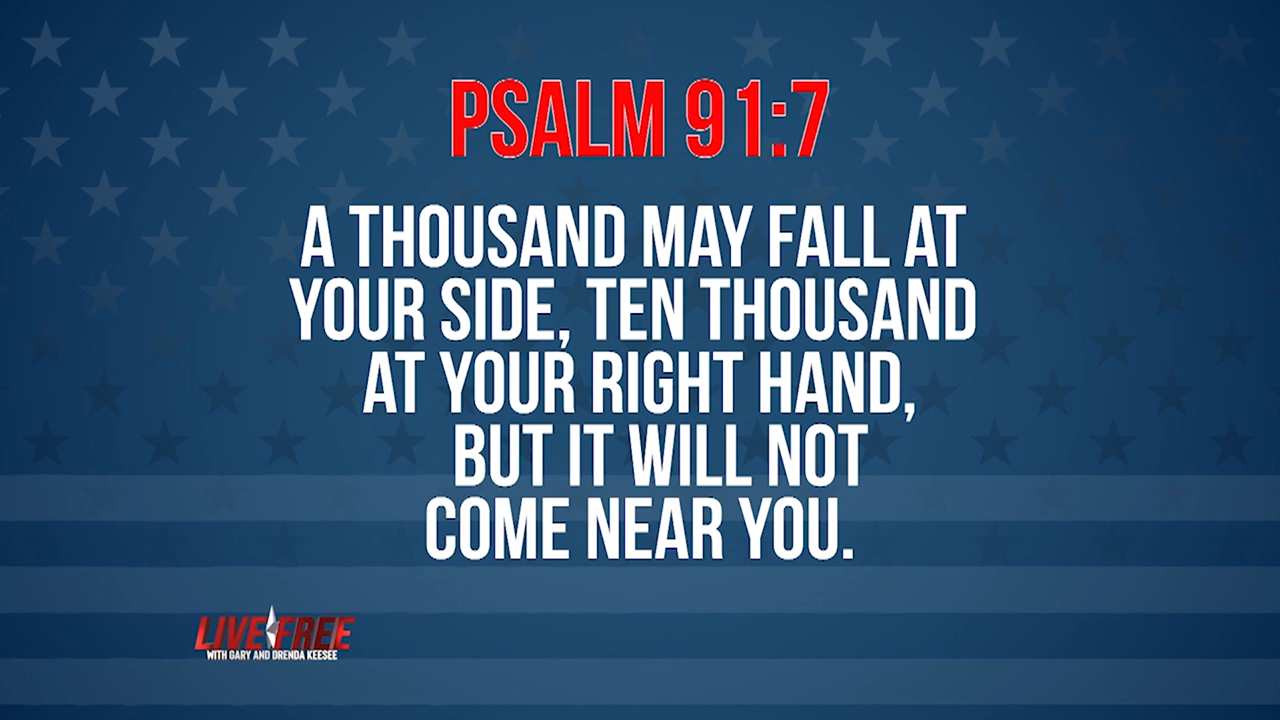 PSALM 91:7
A THOUSAND MAY FALL AT
YOUR SIDE, TEN THOUSAND
AT YOUR RIGHT HAND,
BUT IT WILL NOT
COME NEAR YOU.
LIVE FREE
WITH GARY AND DRENDA KEESEE